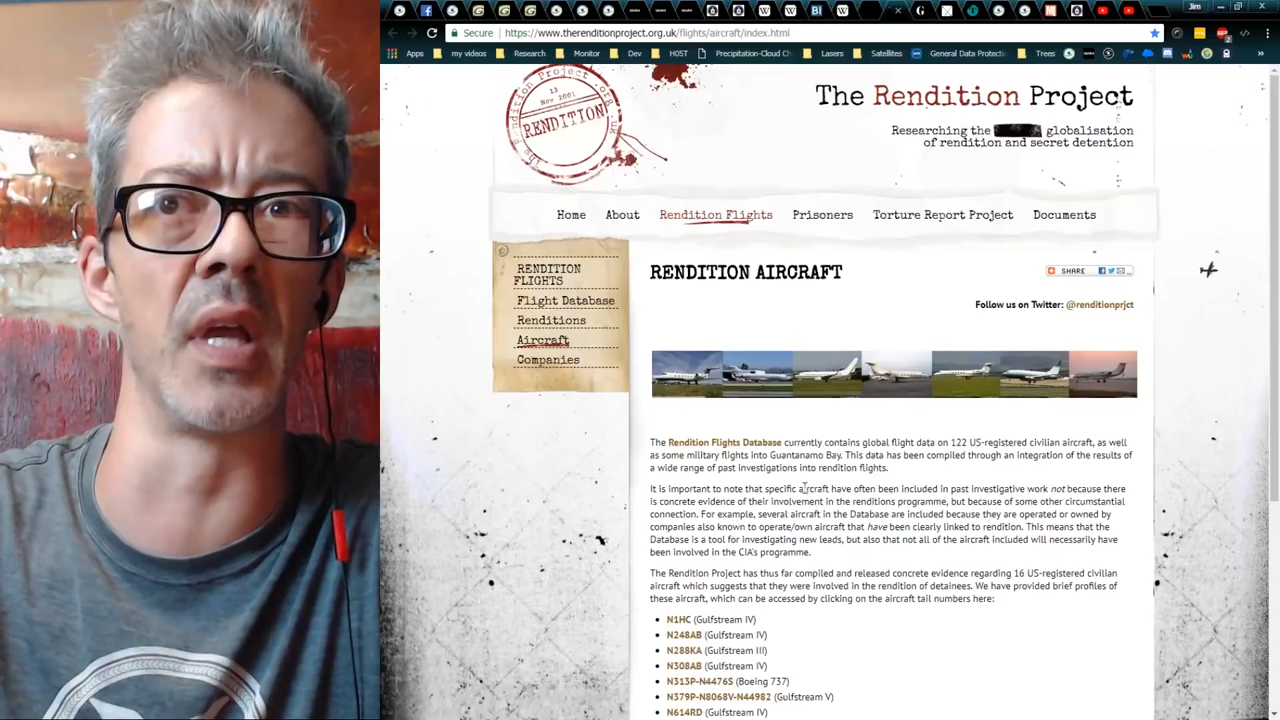 Jim
Secure
https://www.therenditionproject.org.uk/flights/aircraft/index.html
Apps my videos Research Monitor Dev H0ST Precipitation-Cloud Ch Lasers Satellites General Data Protectio Trees
The Rendition Project.org.uk
13
Nov 2001
RENDITION
The Rendition Project
Researching the globalisation
of rendition and secret detention
Home About Rendition Flights Prisoners Torture Report Project Documents
RENDITION
FLIGHTS
Flight Database
Renditions
Aircraft
Companies
RENDITION AIRCRAFT
SHARE
Follow us on Twitter: @renditionprjct
The Rendition Flights Database currently contains global flight data on 122 US-registered civilian aircraft, as well
as some military flights into Guantanamo Bay. This data has been compiled through an integration of the results of
a wide range of past investigations into rendition flights.
It is important to note that specific aircraft have often been included in past investigative work not because there
is concrete evidence of their involvement in the renditions programme, but because of some other circumstantial
connection. For example, several aircraft in the Database are included because they are operated or owned by
companies also known to operate/own aircraft that have been clearly linked to rendition. This means that the
Database is a tool for investigating new leads, but also that not all of the aircraft included will necessarily have
been involved in the CIA's programme.
The Rendition Project has thus far compiled and released concrete evidence regarding 16 US-registered civilian
aircraft which suggests that they were involved in the rendition of detainees. We have provided brief profiles of
these aircraft, which can be accessed by clicking on the aircraft tail numbers here:
N1HC (Gulfstream IV)
N248AB (Gulfstream IV)
N288KA (Gulfstream III)
N308AB (Gulfstream IV)
N313P-N4476S (Boeing 737)
N379P-N8068V-N44982 (Gulfstream V)
N614RD (Gulfstream IV)